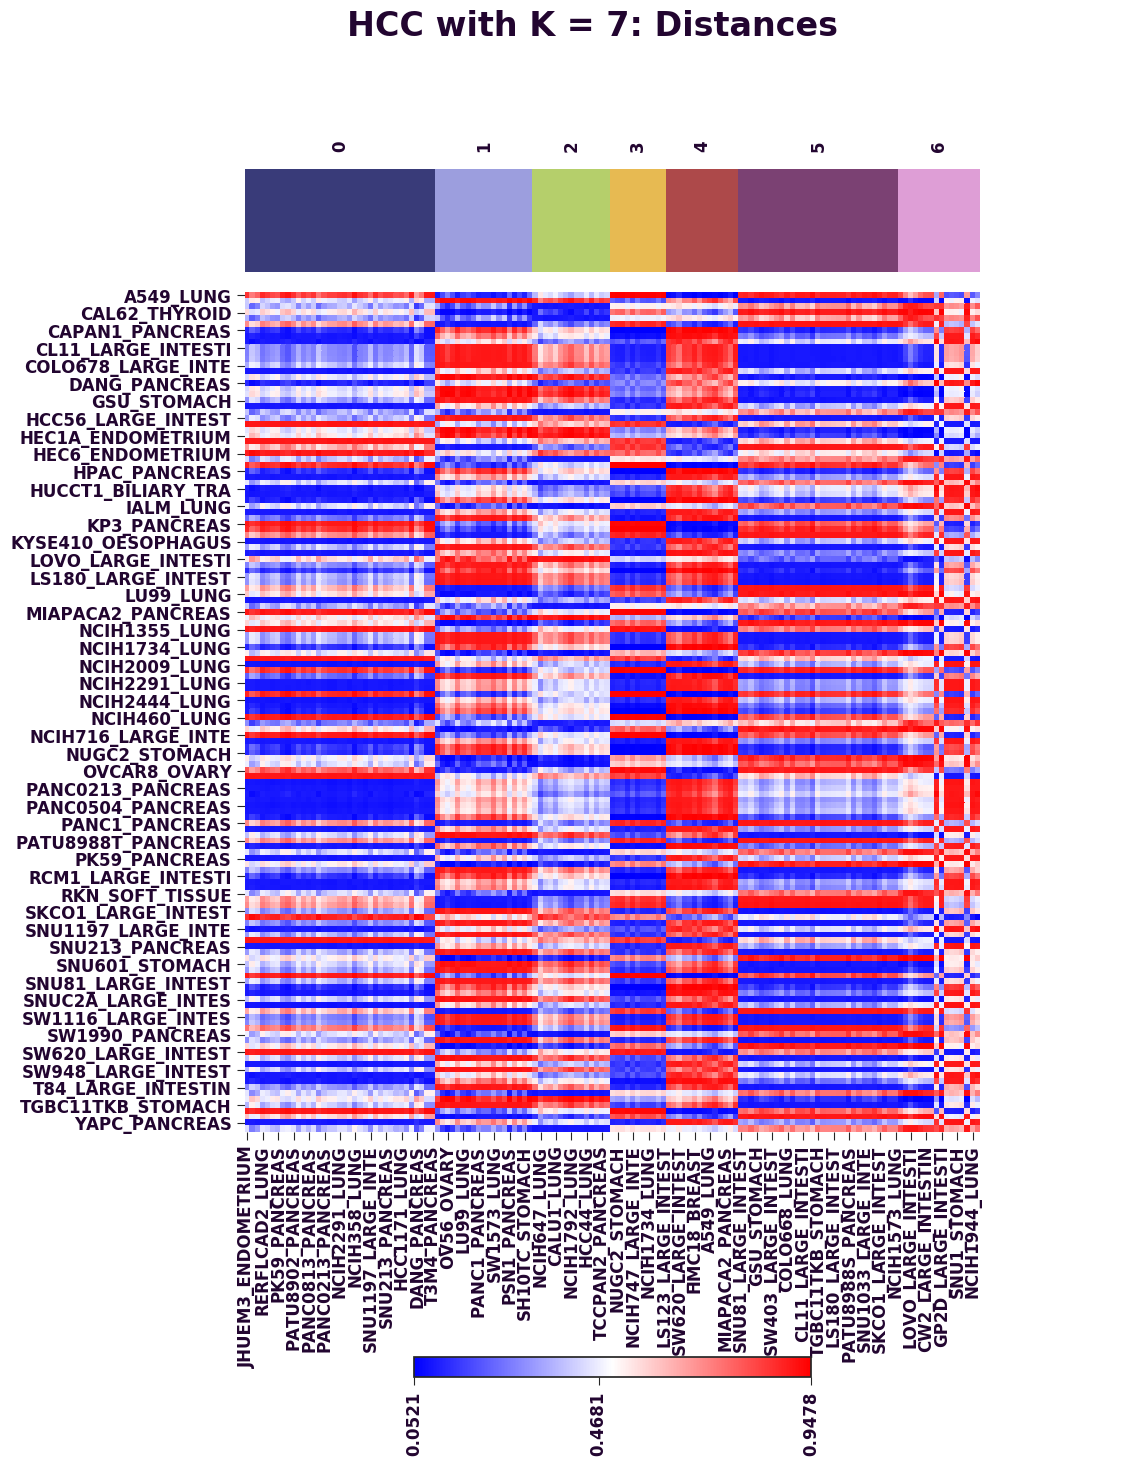 HCC with K = 7: Distances
0 1 2 3 4 5 6
A549_LUNG
CAL62_THYROID
CAPAN1_PANCREAS
CL11_LARGE_INTESTI
COLO678_LARGE_INTE
DANG_PANCREAS
GSU_STOMACH
HCC56_LARGE_INTEST
HEC1A_ENDOMETRIUM
HEC6_ENDOMETRIUM
HPAC_PANCREAS
HUCCT1_BILIARY_TRA
IALM_LUNG
KP3_PANCREAS
KYSE410_OESOPHAGUS
LOVO_LARGE_INTESTI
LS180_LARGE_INTEST
LU99_LUNG
MIAPACA2_PANCREAS
NCIH1355_LUNG
NCIH1734_LUNG
NCIH2009_LUNG
NCIH2291_LUNG
NCIH2444_LUNG
NCIH460_LUNG
NCIH716_LARGE_INTE
NUGC2_STOMACH
OVCAR8_OVARY
PANC0213_PANCREAS
PANC0504_PANCREAS
PANC1_PANCREAS
PATU8988T_PANCREAS
PK59_PANCREAS
RCM1_LARGE_INTESTI
RKN_SOFT_TISSUE
SKCO1_LARGE_INTEST
SNU1197_LARGE_INTE
SNU213_PANCREAS
SNU601_STOMACH
SNU81_LARGE_INTEST
SNUC2A_LARGE_INTES
SW1116_LARGE_INTES
SW1990_PANCREAS
SW620_LARGE_INTEST
SW948_LARGE_INTEST
T84_LARGE_INTESTIN
TGBC11TKB_STOMACH
YAPC_PANCREAS
JHUEM3_ENDOMETRIUM
RERFLCAD2_LUNG
PK59_PANCREAS
PATU8902_PANCREAS
PANC0813_PANCREAS
PANC0213_PANCREAS
NCIH2291_LUNG
NCIH358_LUNG
SNU1197_LARGE_INTE
SNU213_PANCREAS
HCC1171_LUNG
DANG_PANCREAS
T3M4_PANCREAS
OV56_OVARY
LU99_LUNG
PANC1_PANCREAS
SW1573_LUNG
PSN1_PANCREAS
SH10TC_STOMACH
NCIH647_LUNG
CALU1_LUNG
NCIH1792_LUNG
HCC44_LUNG
TCCPAN2_PANCREAS
NUGC2_STOMACH
NCIH747_LARGE_INTE
NCIH1734_LUNG
LS123_LARGE_INTEST
SW620_LARGE_INTEST
HMC18_BREAST
A549_LUNG
MIAPACA2_PANCREAS
SNU81_LARGE_INTEST
GSU_STOMACH
SW403_LARGE_INTEST
COLO668_LUNG
CL11_LARGE_INTESTI
TGBC11TKB_STOMACH
LS180_LARGE_INTEST
PATU8988S_PANCREAS
SNU1033_LARGE_INTE
SKCO1_LARGE_INTEST
NCIH1573_LUNG
LOVO_LARGE_INTESTI
CW2_LARGE_INTESTIN
GP2D_LARGE_INTESTI
SNU1_STOMACH
NCIH1944_LUNG
0.0521
0.4681
0.9478